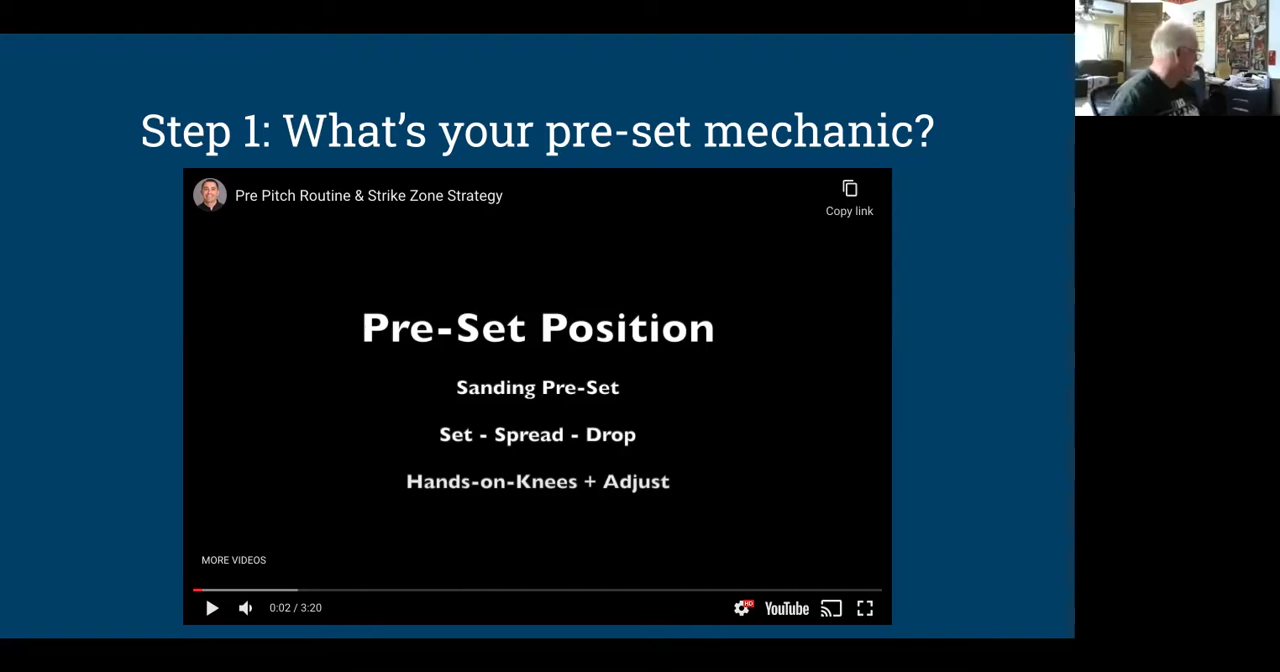 Step 1: What's your pre-set mechanic?
Pre Pitch Routine & Strike Zone Strategy
Copy link
Pre-Set Position
Sanding Pre-Set
Set - Spread - Drop
Hands-on-Knees + Adjust
MORE VIDEOS
0:02 / 3:20
HD
YouTube